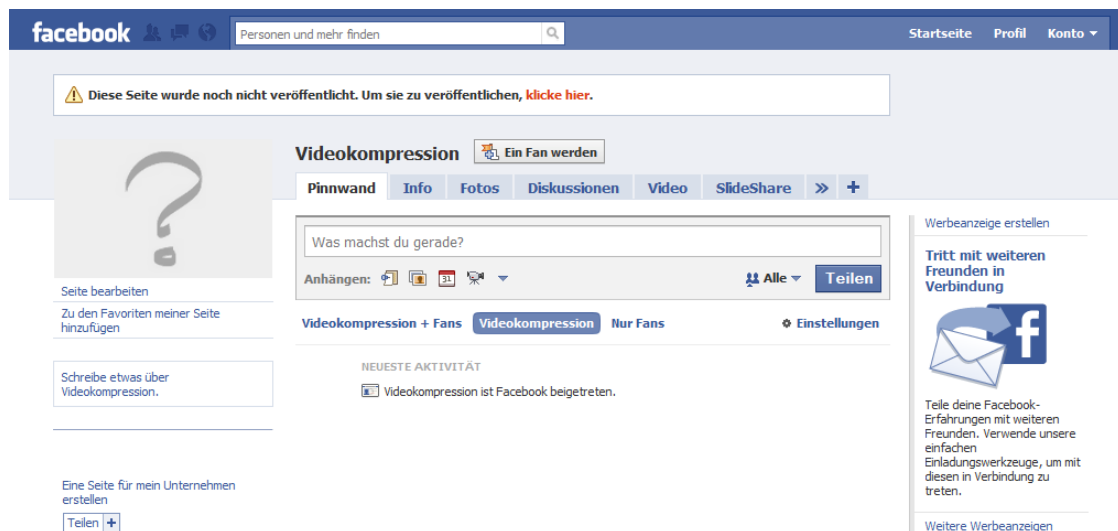 facebook
Personen und mehr finden
Startseite Profil Konto
Diese Seite wurde noch nicht veröffentlicht. Um sie zu veröffentlichen, klicke hier.
Videokompression
Ein Fan werden
Pinnwand Info Fotos Diskussionen Video SlideShare » +
Was machst du gerade?
Anhängen: 31 Alle Teilen
Videokompression + Fans Videokompression Nur Fans Einstellungen
NEUESTE AKTIVITÄT
Videokompression ist Facebook beigetreten.
Seite bearbeiten
Zu den Favoriten meiner Seite
hinzufügen
Schreibe etwas über
Videokompression.
Eine Seite für mein Unternehmen
erstellen
Teilen +
Werbeanzeige erstellen
Tritt mit weiteren
Freunden in
Verbindung
f
Teile deine Facebook-
Erfahrungen mit weiteren
Freunden. Verwende unsere
einfachen
Einladungswerkzeuge, um mit
diesen in Verbindung zu
treten.
Weitere Werbeanzeigen